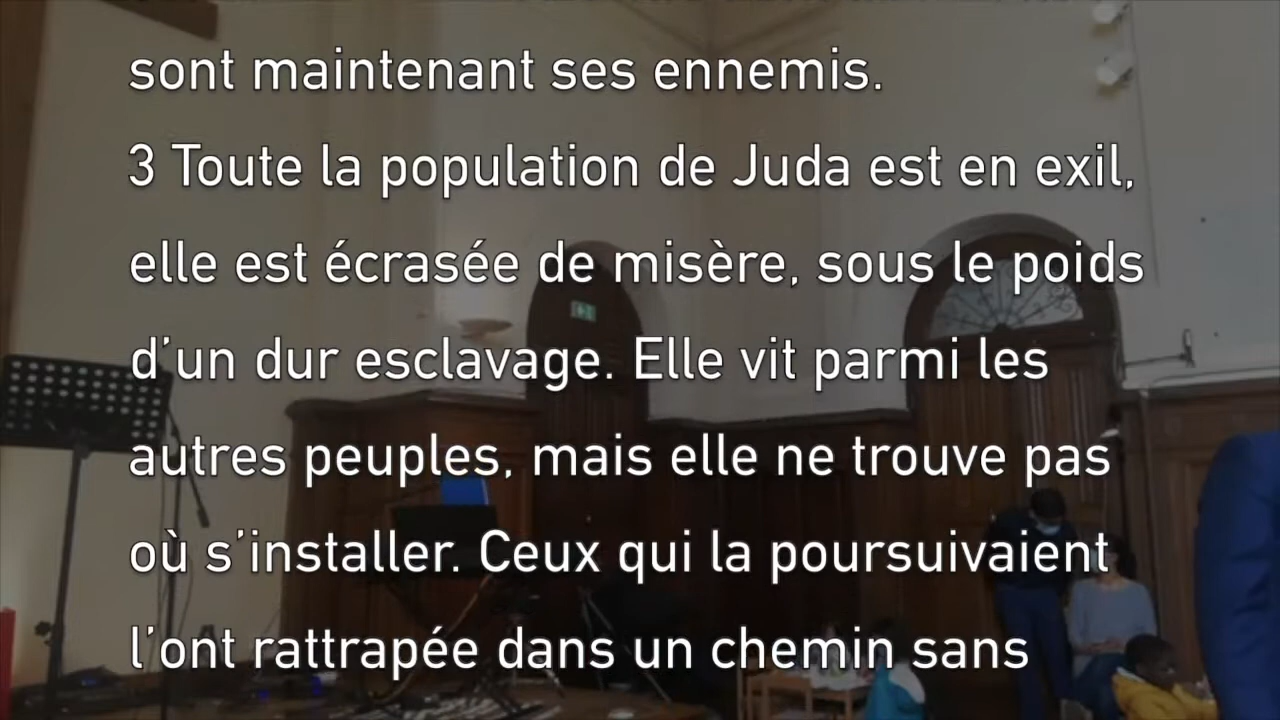 sont maintenant ses ennemis.
3 Toute la population de Juda est en exil,
elle est écrasée de misère, sous le poids
d’un dur esclavage. Elle vit parmi les
autres peuples, mais elle ne trouve pas
où s’installer. Ceux qui la poursuivaient
l’ont rattrapée dans un chemin sans